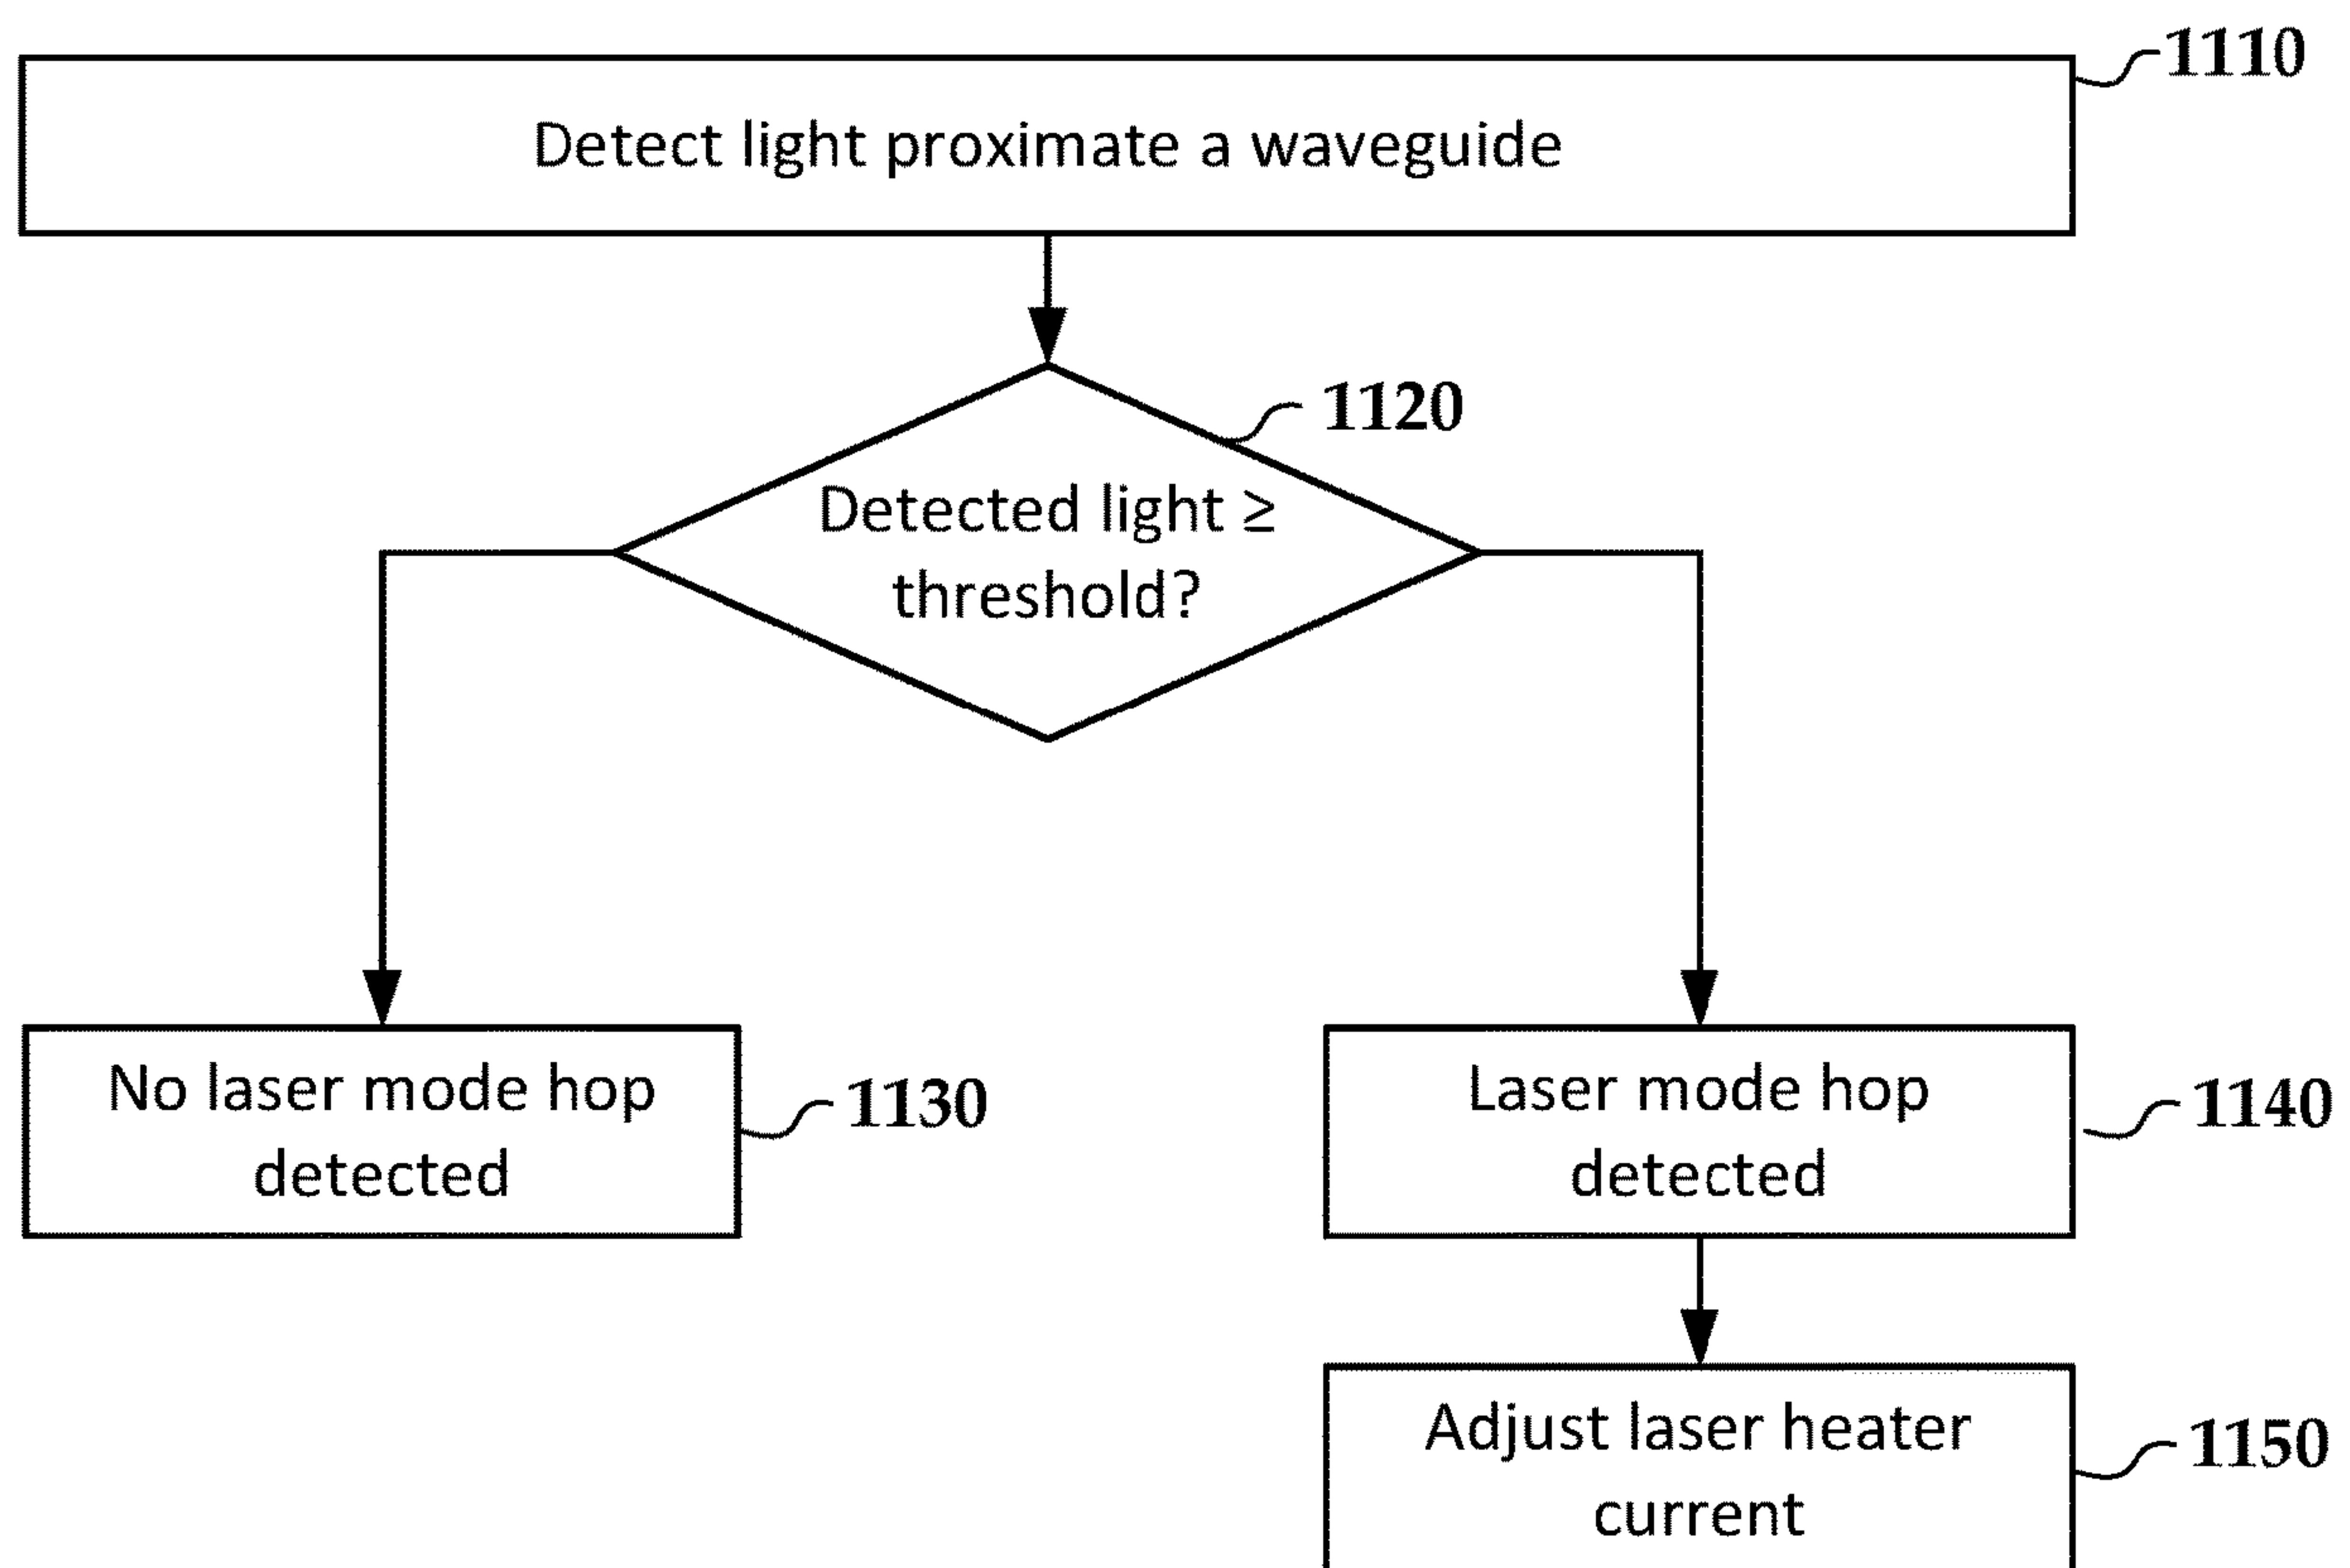 1110
Detect light proximate a waveguide
1120
Detected light ≥
threshold?
No laser mode hop
detected
1130
Laser mode hop
detected
1140
Adjust laser heater
current
1150